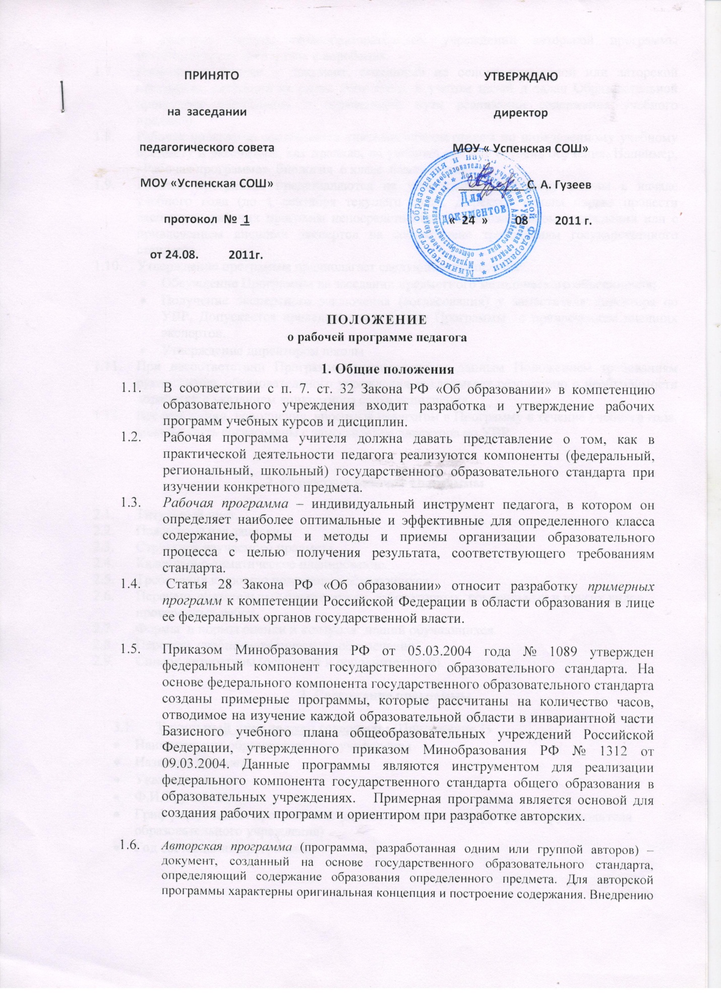 ПРИНЯТО
на заседании
педагогического совета
МОУ «Успенская СОШ»
протокол № 1
от 24.08. 2011г.
УТВЕРЖДАЮ
директор
МОУ « Успенская СОШ»
С. А. Гузеев
« 24 » 08 2011 г.
Министерство образования и науки Российской Федерации
Для
документов
ПОЛОЖЕНИЕ
о рабочей программе педагога
1. Общие положения
1.1. В соответствии с п. 7. ст. 32 Закона РФ «Об образовании» в компетенцию
образовательного учреждения входит разработка и утверждение рабочих
программ учебных курсов и дисциплин.
1.2. Рабочая программа учителя должна давать представление о том, как в
практической деятельности педагога реализуются компоненты (федеральный,
региональный, школьный) государственного образовательного стандарта при
изучении конкретного предмета.
1.3. Рабочая программа – индивидуальный инструмент педагога, в котором он
определяет наиболее оптимальные и эффективные для определенного класса
содержание, формы и методы и приемы организации образовательного
процесса с целью получения результата, соответствующего требованиям
стандарта.
1.4. Статья 28 Закона РФ «Об образовании» относит разработку примерных
программ к компетенции Российской Федерации в области образования в лице
ее федеральных органов государственной власти.
1.5. Приказом Минобразования РФ от 05.03.2004 года № 1089 утвержден
федеральный компонент государственного образовательного стандарта. На
основе федерального компонента государственного образовательного стандарта
созданы примерные программы, которые рассчитаны на количество часов,
отводимое на изучение каждой образовательной области в инвариантной части
Базисного учебного плана общеобразовательных учреждений Российской
Федерации, утвержденного приказом Минобразования РФ № 1312 от
09.03.2004. Данные программы являются инструментом для реализации
федерального компонента государственного стандарта общего образования в
образовательных учреждениях. Примерная программа является основой для
создания рабочих программ и ориентиром при разработке авторских.
1.6. Авторская программа (программа, разработанная одним или группой авторов) –
документ, созданный на основе государственного образовательного стандарта,
определяющий содержание образования определенного предмета. Для авторской
программы характерны оригинальная концепция и построение содержания. Внедрению